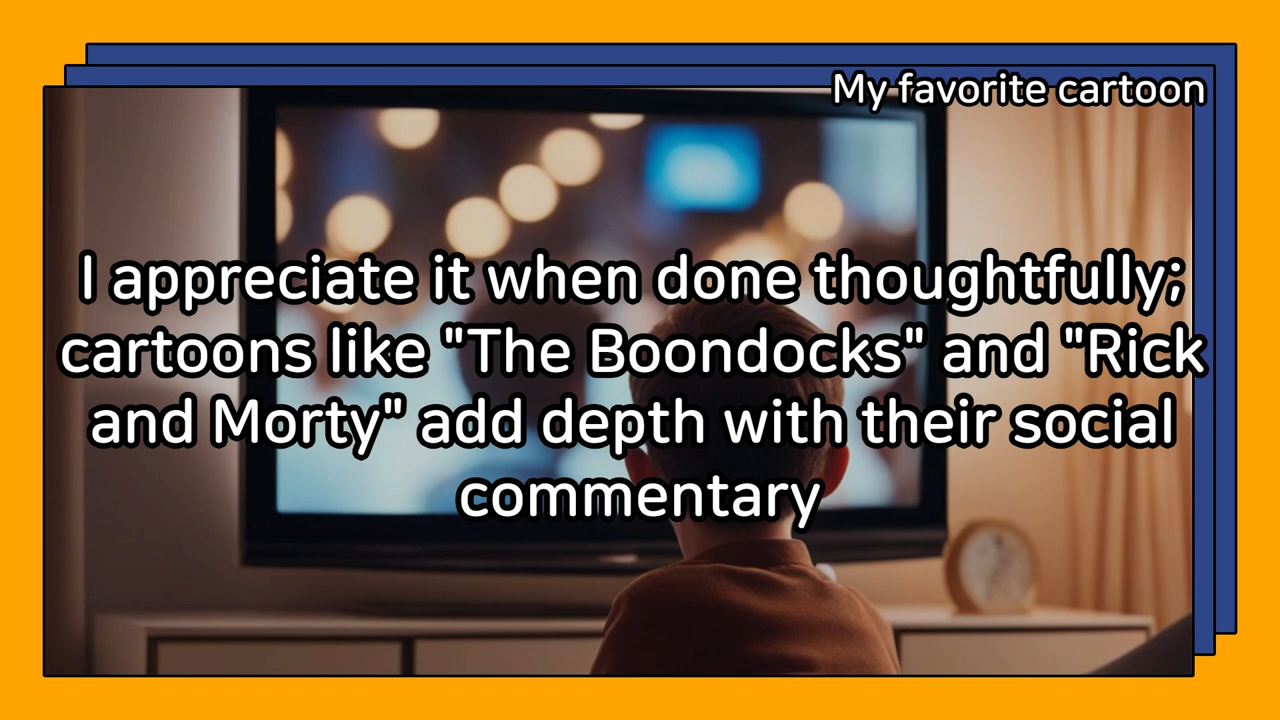 My favorite cartoon
I appreciate it when done thoughtfully;
cartoons like "The Boondocks" and "Rick
and Morty" add depth with their social
commentary